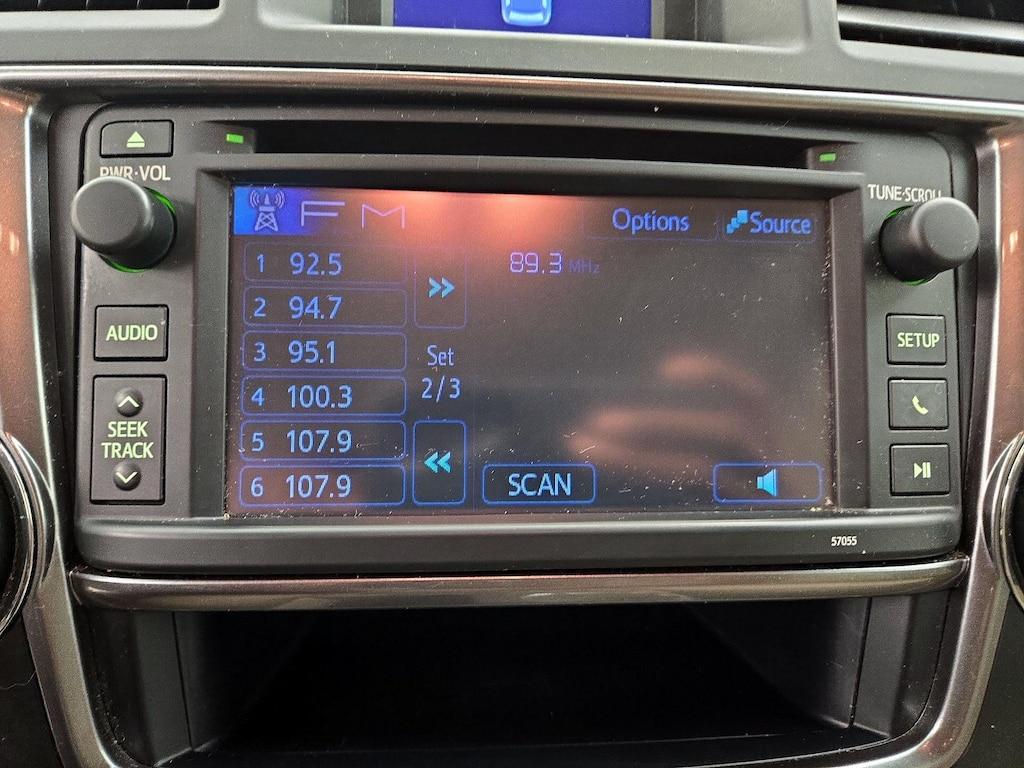 PWR·VOL
TUNE·SCROLL
FM
Options
Source
1 92.5
89.3 MHz
2 94.7
AUDIO
SETUP
3 95.1
Set
2/3
4 100.3
SEEK
TRACK
5 107.9
6 107.9
SCAN
57055